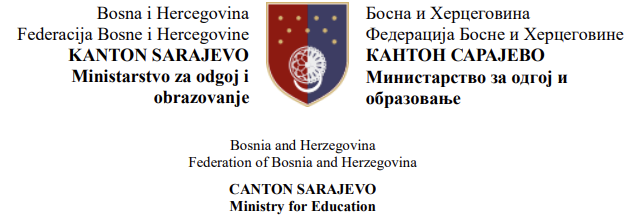 Bosna i Hercegovina
Federacija Bosne i Hercegovine
KANTON SARAJEVO
Ministarstvo za odgoj i
obrazovanje
Босна и Херцеговина
Федерација Босне и Херцеговине
КАНТОН САРАЈЕВО
Министарство за одгој и
образовање
Bosnia and Herzegovina
Federation of Bosnia and Herzegovina
CANTON SARAJEVO
Ministry for Education